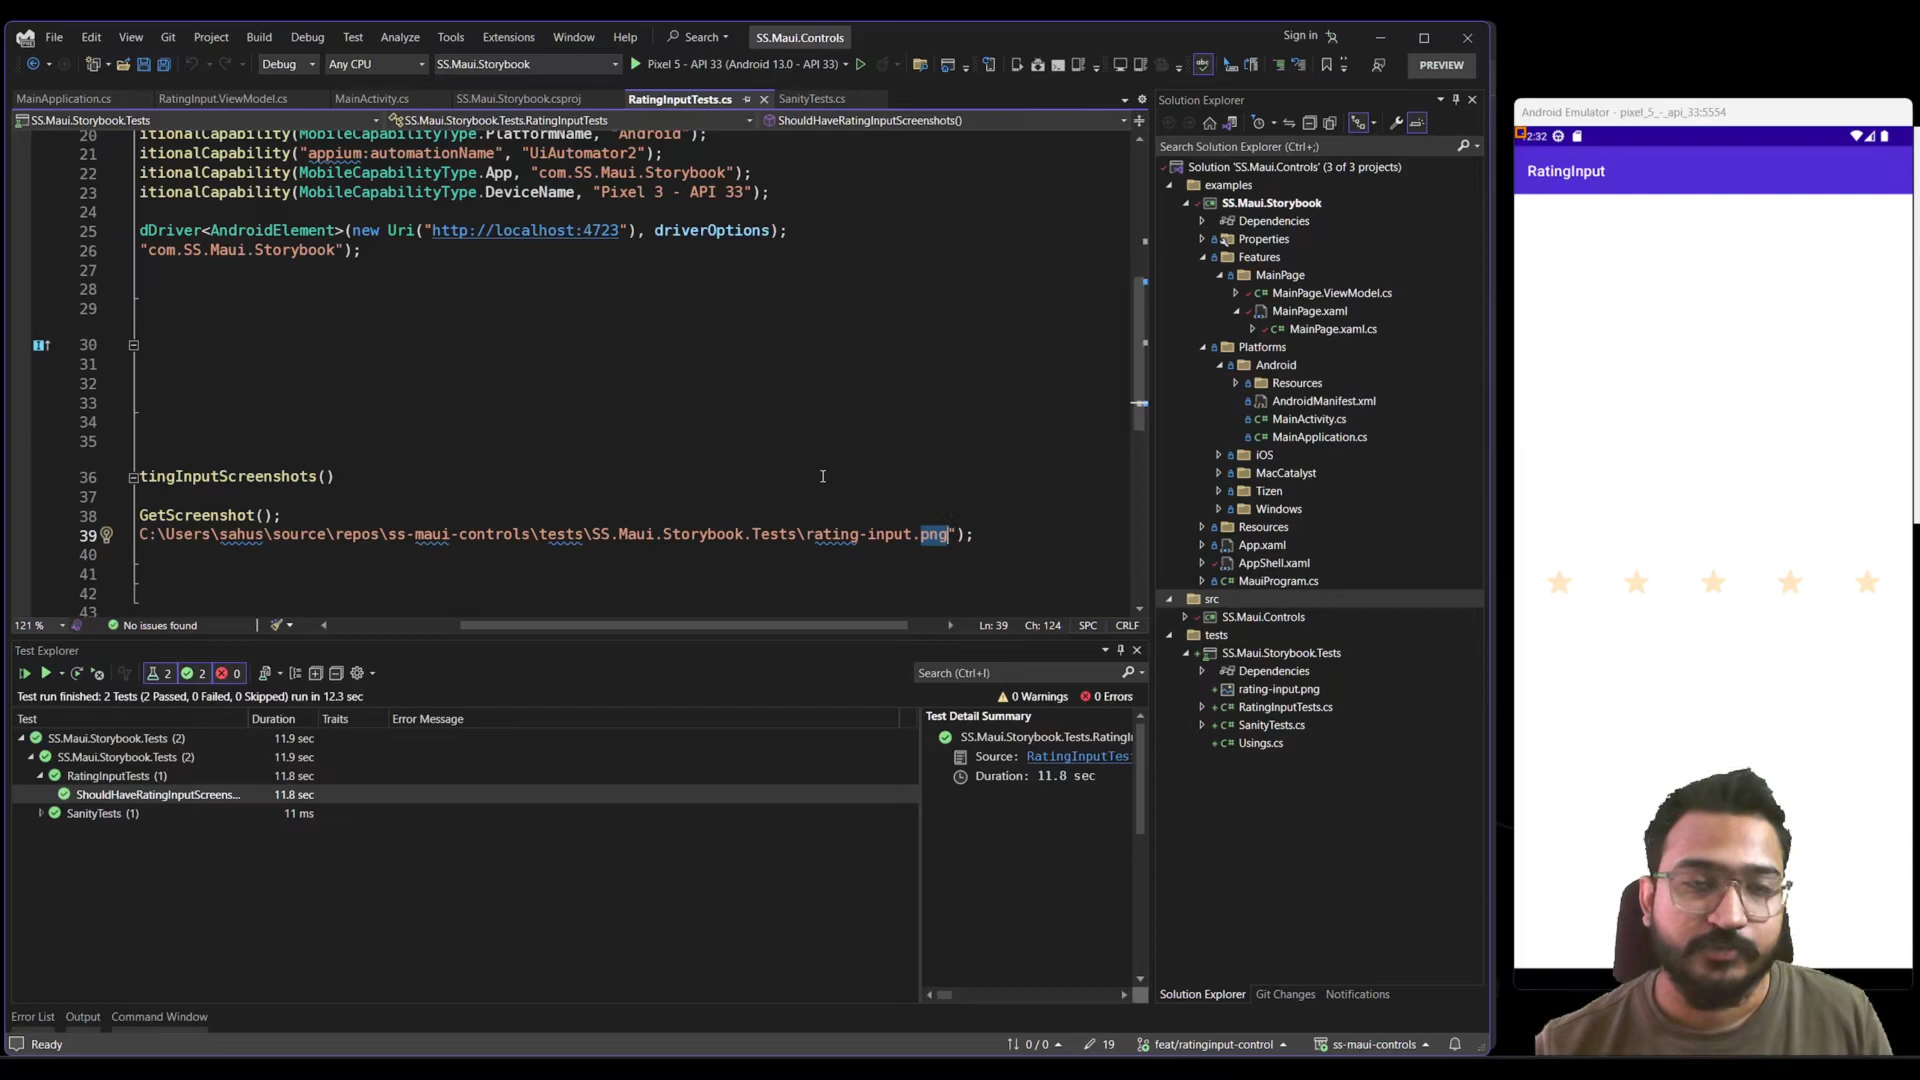 File Edit View Git Project Build Debug Test Analyze Tools Extensions Window Help Search SS.Maui.Controls Sign in
Debug Any CPU SS.Maui.Storybook Pixel 5 - API 33 (Android 13.0 - API 33) PREVIEW
MainApplication.cs RatingInput.ViewModel.cs MainActivity.cs SS.Maui.Storybook.csproj RatingInputTests.cs SanityTests.cs
SS.Maui.Storybook.Tests SS.Maui.Storybook.Tests.RatingInputTests ShouldHaveRatingInputScreenshots()
20 itionalCapability(MobileCapabilityType.PlatformName, "Android");
21 itionalCapability("appium:automationName", "UiAutomator2");
22 itionalCapability(MobileCapabilityType.App, "com.SS.Maui.Storybook");
23 itionalCapability(MobileCapabilityType.DeviceName, "Pixel 3 - API 33");
24
25 dDriver<AndroidElement>(new Uri("http://localhost:4723"), driverOptions);
26 "com.SS.Maui.Storybook");
27
28
29
30
31
32
33
34
35
36 tingInputScreenshots()
37
38 GetScreenshot();
39 C:\Users\sahus\source\repos\ss-maui-controls\tests\SS.Maui.Storybook.Tests\rating-input.png");
40
41
42
43
121 % No issues found Ln: 39 Ch: 124 SPC CRLF
Test Explorer
2 2 0 Search (Ctrl+I)
Test run finished: 2 Tests (2 Passed, 0 Failed, 0 Skipped) run in 12.3 sec 0 Warnings 0 Errors
Test Duration Traits Error Message
SS.Maui.Storybook.Tests (2) 11.9 sec
SS.Maui.Storybook.Tests (2) 11.9 sec
RatingInputTests (1) 11.8 sec
ShouldHaveRatingInputScreens... 11.8 sec
SanityTests (1) 11 ms
Test Detail Summary
SS.Maui.Storybook.Tests.RatingI
Source: RatingInputTes
Duration: 11.8 sec
Error List Output Command Window
Ready 0 / 0 19 feat/ratinginput-control ss-maui-controls
Solution Explorer
Search Solution Explorer (Ctrl+;)
Solution 'SS.Maui.Controls' (3 of 3 projects)
examples
SS.Maui.Storybook
Dependencies
Properties
Features
MainPage
MainPage.ViewModel.cs
MainPage.xaml
MainPage.xaml.cs
Platforms
Android
Resources
AndroidManifest.xml
MainActivity.cs
MainApplication.cs
iOS
MacCatalyst
Tizen
Windows
Resources
App.xaml
AppShell.xaml
MauiProgram.cs
src
SS.Maui.Controls
tests
SS.Maui.Storybook.Tests
Dependencies
rating-input.png
RatingInputTests.cs
SanityTests.cs
Usings.cs
Solution Explorer Git Changes Notifications
Android Emulator - pixel_5_-_api_33:5554
2:32
RatingInput